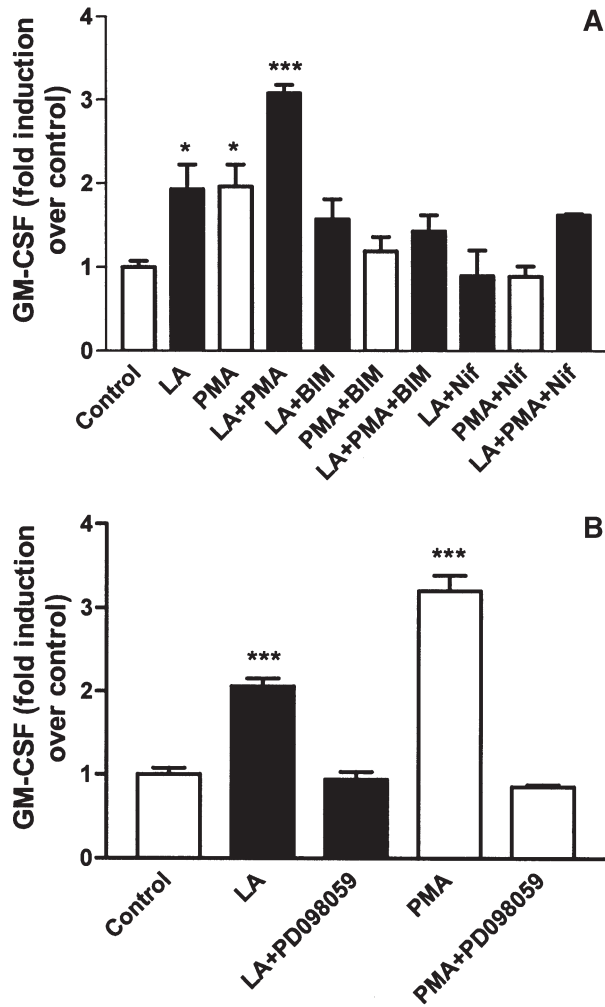 A
GM-CSF (fold induction
over control)
4
3
2
1
0
*
*
***
Control
LA
PMA
LA+PMA
LA+BIM
PMA+BIM
LA+PMA+BIM
LA+Nif
PMA+Nif
LA+PMA+Nif
B
GM-CSF (fold induction
over control)
4
3
2
1
0
***
***
Control
LA
LA+PD098059
PMA
PMA+PD098059